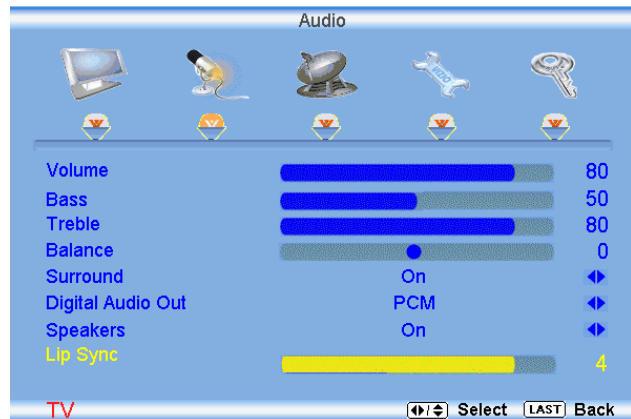 Audio
Volume 80
Bass 50
Treble 80
Balance 0
Surround On
Digital Audio Out PCM
Speakers On
Lip Sync 4
TV Select LAST Back